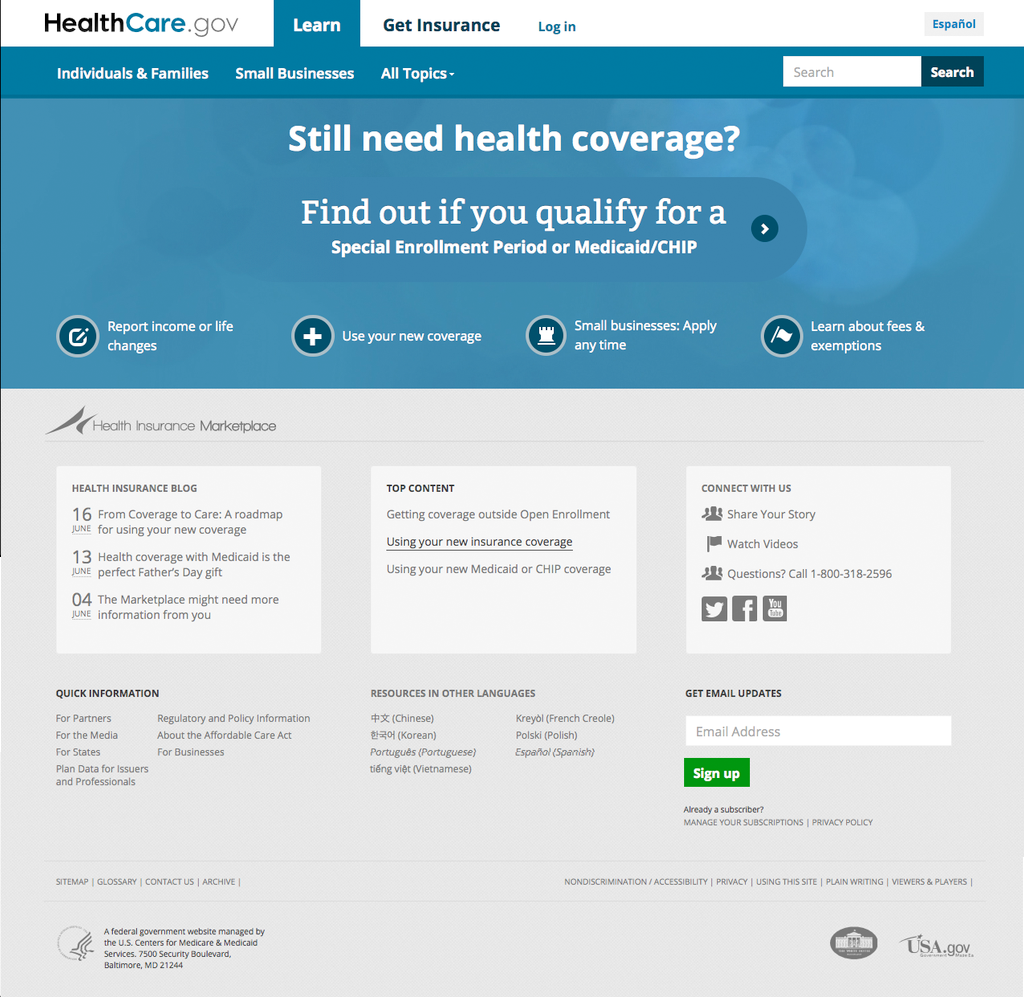 HealthCare.gov
Learn
Get Insurance
Log in
Español
Individuals & Families
Small Businesses
All Topics
Search
Search
Still need health coverage?
Find out if you qualify for a
Special Enrollment Period or Medicaid/CHIP
Report income or life
changes
Use your new coverage
Small businesses: Apply
any time
Learn about fees &
exemptions
Health Insurance Marketplace
HEALTH INSURANCE BLOG
16 JUNE
From Coverage to Care: A roadmap
for using your new coverage
13 JUNE
Health coverage with Medicaid is the
perfect Father's Day gift
04 JUNE
The Marketplace might need more
information from you
TOP CONTENT
Getting coverage outside Open Enrollment
Using your new insurance coverage
Using your new Medicaid or CHIP coverage
CONNECT WITH US
Share Your Story
Watch Videos
Questions? Call 1-800-318-2596
You
Tube
QUICK INFORMATION
For Partners
For the Media
For States
Plan Data for Issuers
and Professionals
Regulatory and Policy Information
About the Affordable Care Act
For Businesses
RESOURCES IN OTHER LANGUAGES
中文 (Chinese)
한국어 (Korean)
Português (Portuguese)
tiếng việt (Vietnamese)
Kreyòl (French Creole)
Polski (Polish)
Español (Spanish)
GET EMAIL UPDATES
Email Address
Sign up
Already a subscriber?
MANAGE YOUR SUBSCRIPTIONS | PRIVACY POLICY
SITEMAP | GLOSSARY | CONTACT US | ARCHIVE |
NONDISCRIMINATION / ACCESSIBILITY | PRIVACY | USING THIS SITE | PLAIN WRITING | VIEWERS & PLAYERS |
A federal government website managed by
the U.S. Centers for Medicare & Medicaid
Services. 7500 Security Boulevard,
Baltimore, MD 21244
USA.gov